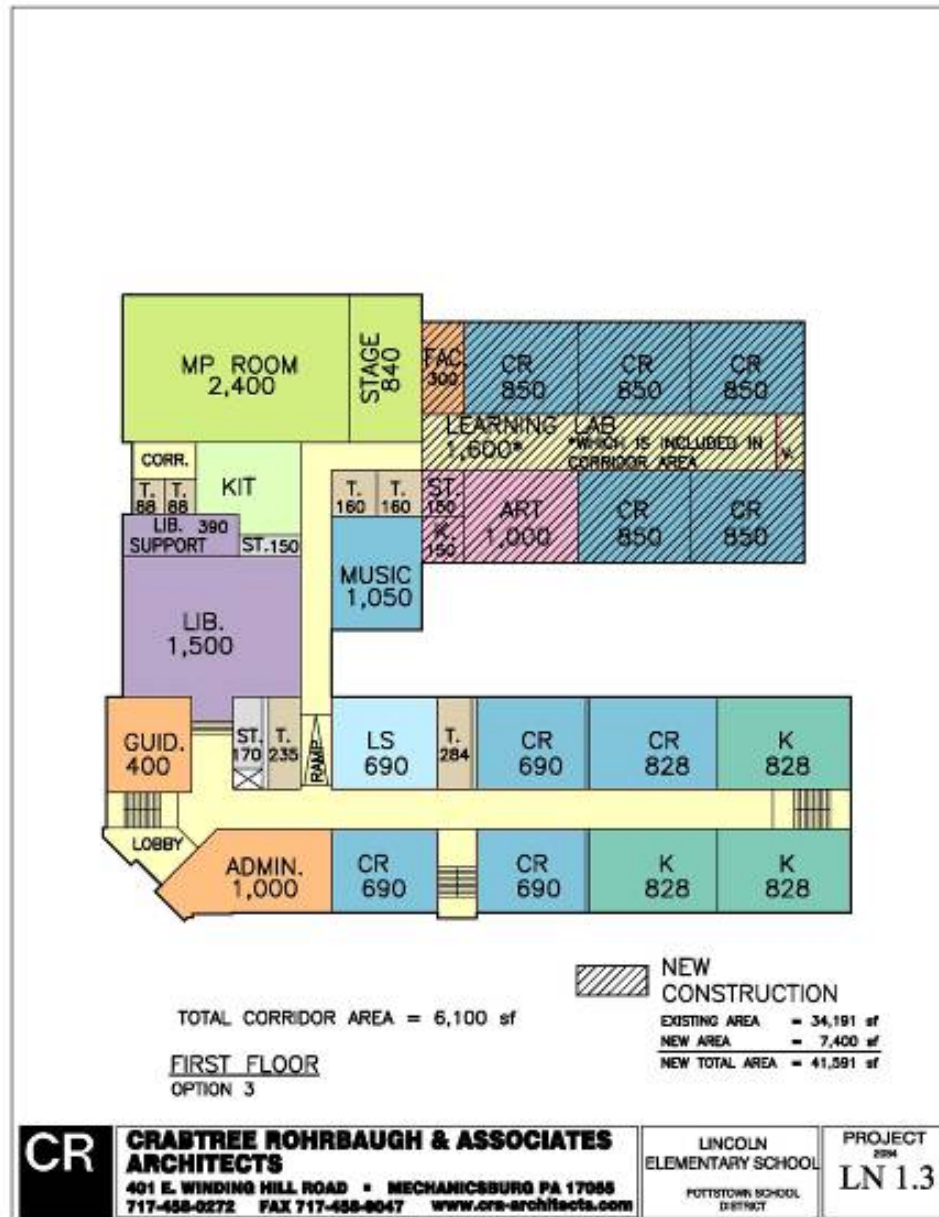 MP ROOM
2,400
STAGE
840
FAC.
300
CR
850
CR
850
CR
850
LEARNING LAB
1,600*
*WHICH IS INCLUDED IN
CORRIDOR AREA
V.
CORR.
T.
88
T.
88
KIT
T.
160
T.
160
ST.
150
K.
150
ART
1,000
CR
850
CR
850
LIB. 390
SUPPORT
ST.150
MUSIC
1,050
LIB.
1,500
GUID.
400
ST.
170
T.
235
RAMP
LS
690
T.
284
CR
690
CR
828
K
828
LOBBY
ADMIN.
1,000
CR
690
CR
690
K
828
K
828
NEW
CONSTRUCTION
TOTAL CORRIDOR AREA = 6,100 sf
EXISTING AREA = 34,191 sf
NEW AREA = 7,400 sf
NEW TOTAL AREA = 41,591 sf
FIRST FLOOR
OPTION 3
CR
CRABTREE ROHRBAUGH & ASSOCIATES
ARCHITECTS
401 E. WINDING HILL ROAD • MECHANICSBURG PA 17055
717-458-0272 FAX 717-458-0047 www.cra-architects.com
LINCOLN
ELEMENTARY SCHOOL
POTTSTOWN SCHOOL
DISTRICT
PROJECT
LN 1.3